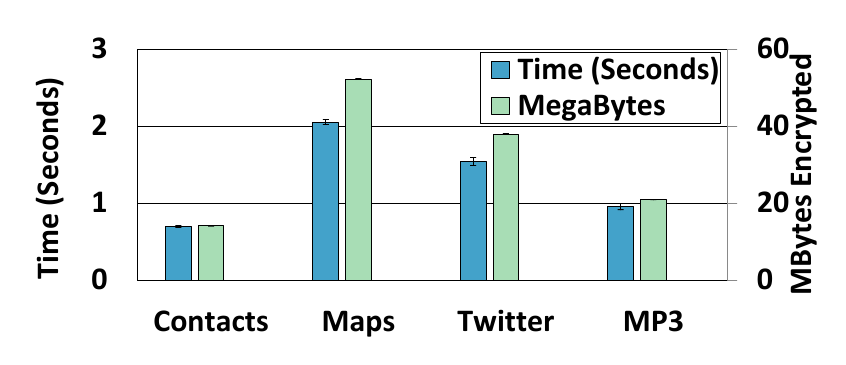 Time (Seconds)
3
2
1
0
Time (Seconds)
MegaBytes
60
40
20
0
MBytes Encrypted
Contacts Maps Twitter MP3